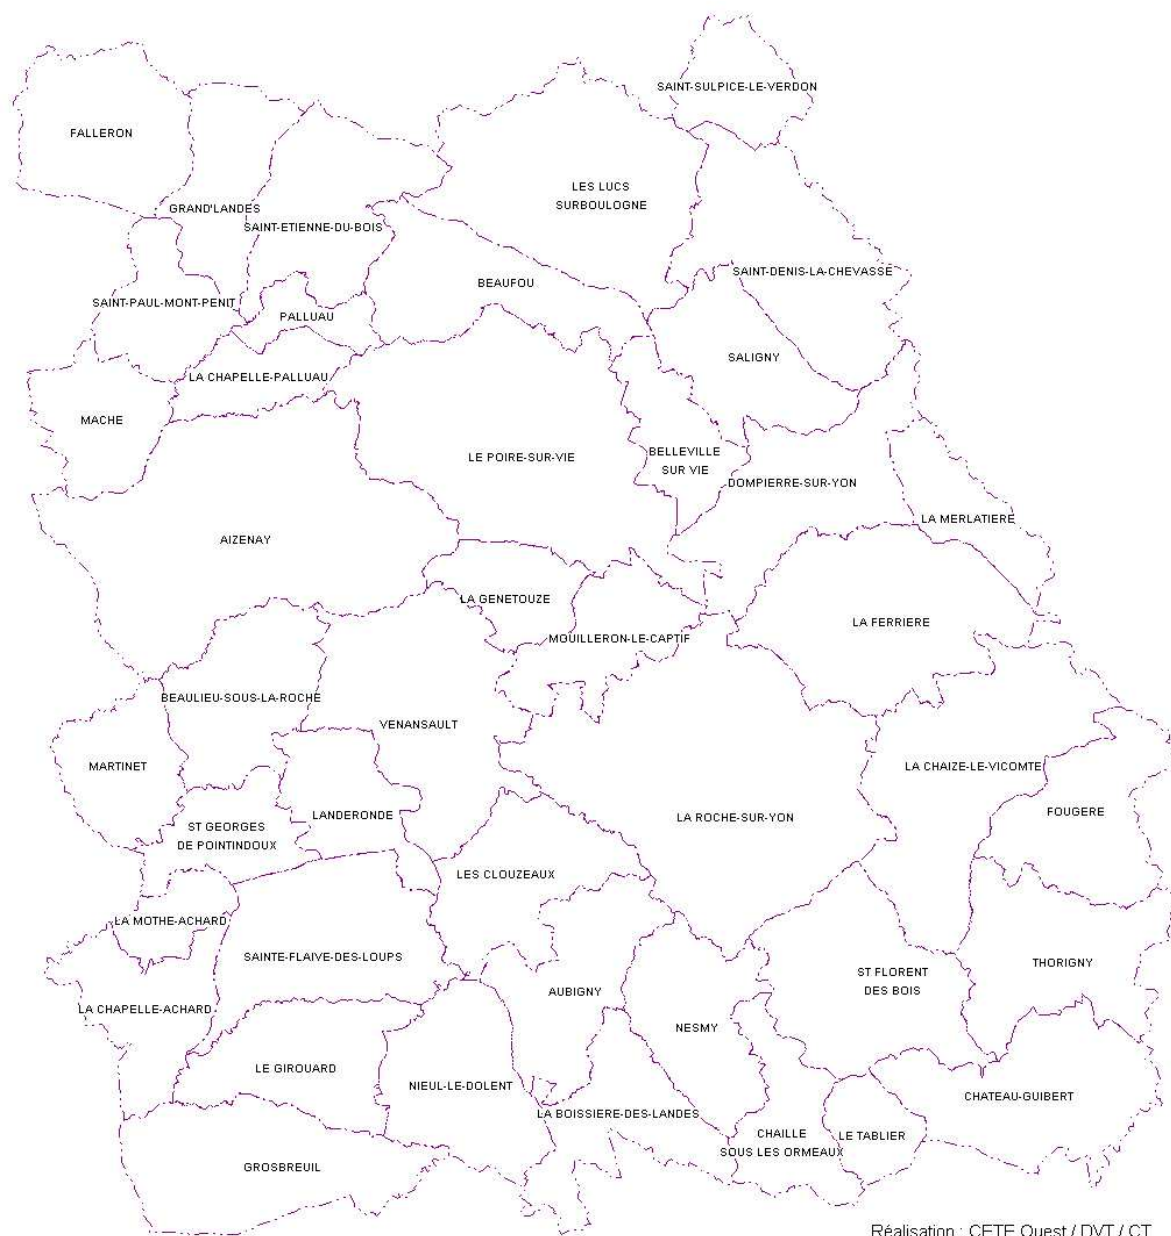 SAINT-SULPICE-LE-VERDON
FALLERON
LES LUCS
SURBOULOGNE
GRAND'LANDES
SAINT-ETIENNE-DU-BOIS
SAINT-DENIS-LA-CHEVASSE
BEAUFOU
SAINT-PAUL-MONT-PENIT
PALLUAU
SALIGNY
LA CHAPELLE-PALLUAU
MACHE
LE POIRE-SUR-VIE
BELLEVILLE
SUR VIE
DOMPIERRE-SUR-YON
LA MERLATIERE
AIZENAY
LA GENETOUZE
LA FERRIERE
MOUILLERON-LE-CAPTIF
BEAULIEU-SOUS-LA-ROCHE
VENANSAULT
MARTINET
LA CHAIZE-LE-VICOMTE
FOUGERE
LANDERONDE
LA ROCHE-SUR-YON
ST GEORGES
DE POINTINDOUX
LES CLOUZEAUX
LA MOTHE-ACHARD
SAINTE-FLAIVE-DES-LOUPS
THORIGNY
ST FLORENT
DES BOIS
AUBIGNY
LA CHAPELLE-ACHARD
NESMY
LE GIROUARD
NIEUL-LE-DOLENT
CHATEAU-GUIBERT
LA BOISSIERE-DES-LANDES
CHAILLE
SOUS LES ORMEAUX
LE TABLIER
GROSBREUIL
Réalisation : CETE Ouest / DVT / CT